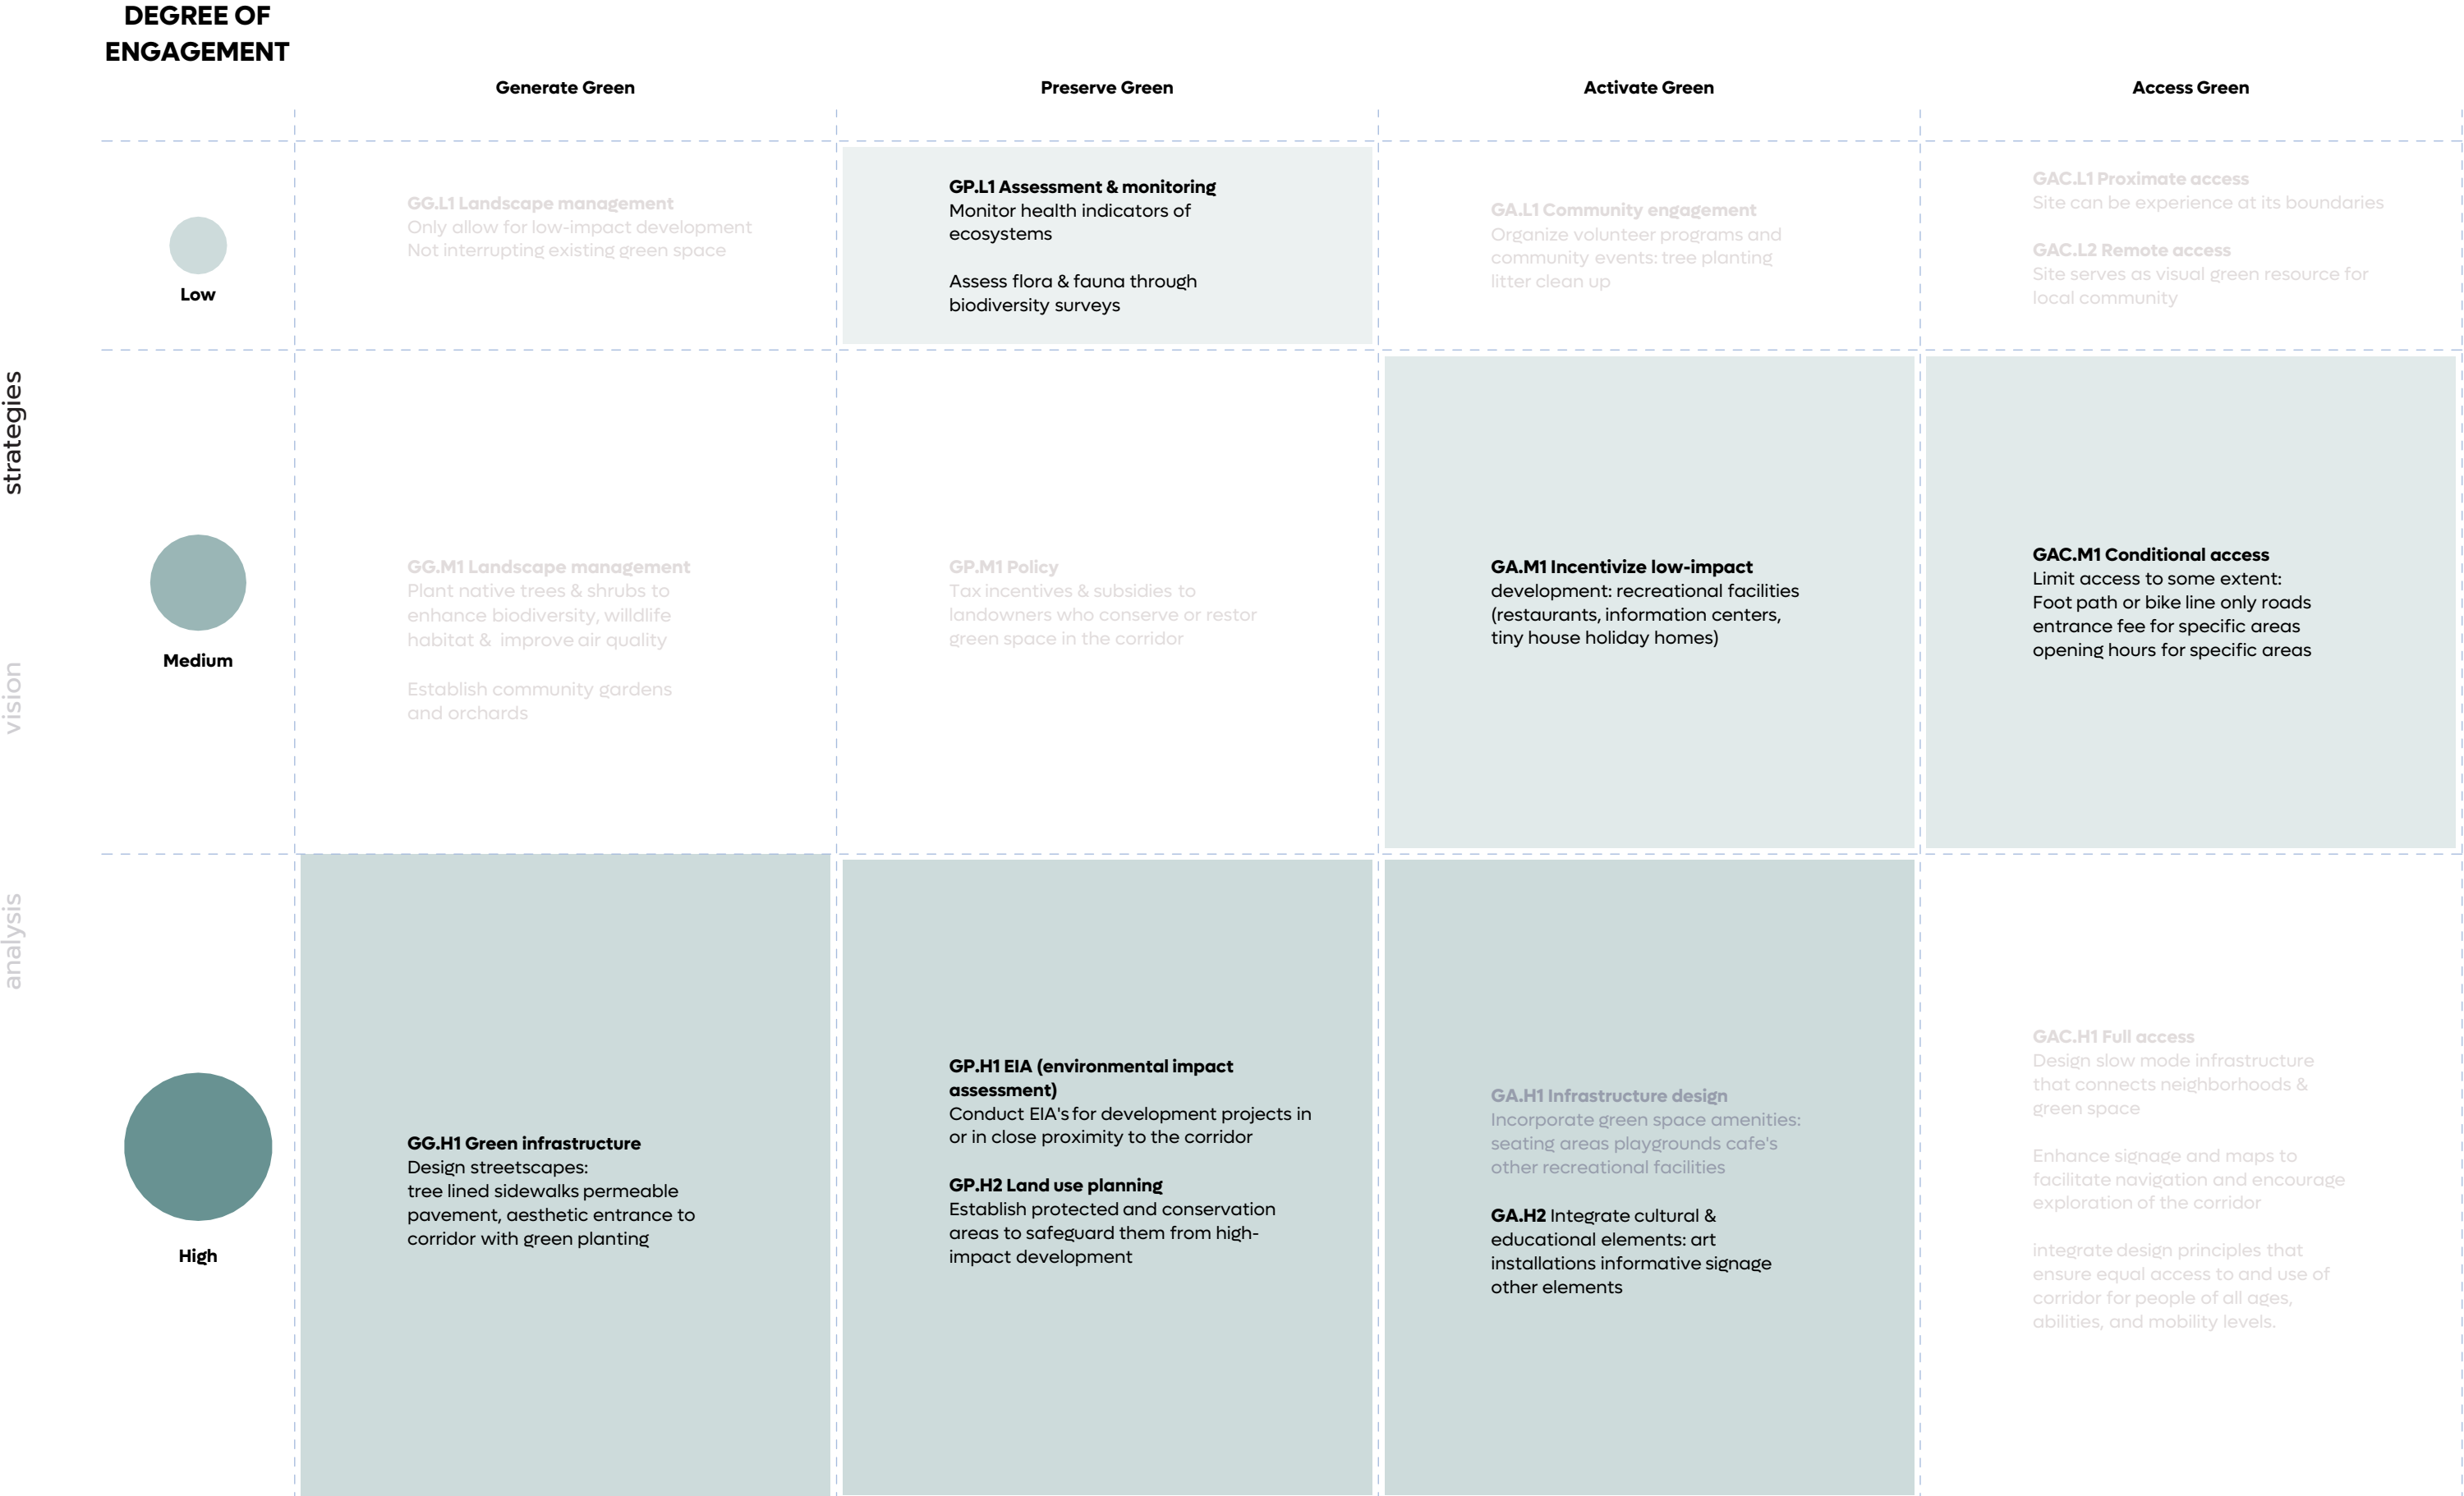 DEGREE OF
ENGAGEMENT
Generate Green
Preserve Green
Activate Green
Access Green
Low
GG.L1 Landscape management
Only allow for low-impact development
Not interrupting existing green space
GP.L1 Assessment & monitoring
Monitor health indicators of
ecosystems
Assess flora & fauna through
biodiversity surveys
GA.L1 Community engagement
Organize volunteer programs and
community events: tree planting
litter clean up
GAC.L1 Proximate access
Site can be experience at its boundaries
GAC.L2 Remote access
Site serves as visual green resource for
local community
Medium
GG.M1 Landscape management
Plant native trees & shrubs to
enhance biodiversity, willdlife
habitat & improve air quality
Establish community gardens
and orchards
GP.M1 Policy
Tax incentives & subsidies to
landowners who conserve or restor
green space in the corridor
GA.M1 Incentivize low-impact
development: recreational facilities
(restaurants, information centers,
tiny house holiday homes)
GAC.M1 Conditional access
Limit access to some extent:
Foot path or bike line only roads
entrance fee for specific areas
opening hours for specific areas
High
GG.H1 Green infrastructure
Design streetscapes:
tree lined sidewalks permeable
pavement, aesthetic entrance to
corridor with green planting
GP.H1 EIA (environmental impact
assessment)
Conduct EIA's for development projects in
or in close proximity to the corridor
GP.H2 Land use planning
Establish protected and conservation
areas to safeguard them from high-
impact development
GA.H1 Infrastructure design
Incorporate green space amenities:
seating areas playgrounds cafe's
other recreational facilities
GA.H2 Integrate cultural &
educational elements: art
installations informative signage
other elements
GAC.H1 Full access
Design slow mode infrastructure
that connects neighborhoods &
green space
Enhance signage and maps to
facilitate navigation and encourage
exploration of the corridor
integrate design principles that
ensure equal access to and use of
corridor for people of all ages,
abilities, and mobility levels.
strategies
vision
analysis